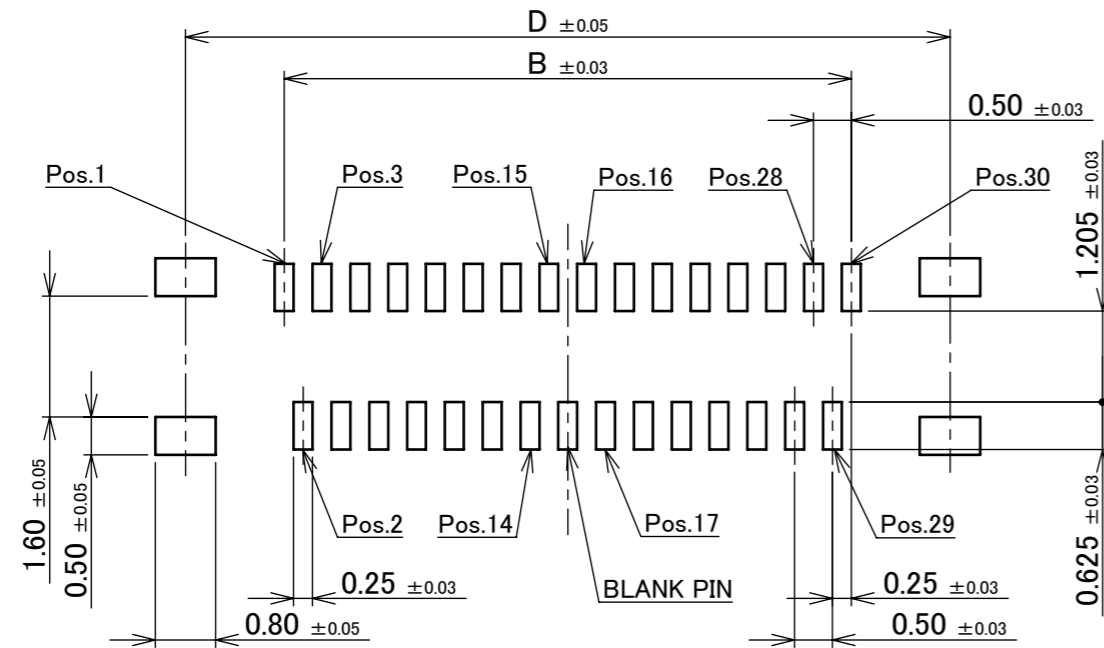 D ±0.05
B ±0.03
0.50 ±0.03
Pos.1
Pos.3
Pos.15
Pos.16
Pos.28
Pos.30
1.205 ±0.03
1.60 ±0.05
0.50 ±0.05
Pos.2
Pos.14
Pos.17
Pos.29
0.625 ±0.03
0.25 ±0.03
BLANK PIN
0.25 ±0.03
0.80 ±0.05
0.50 ±0.03